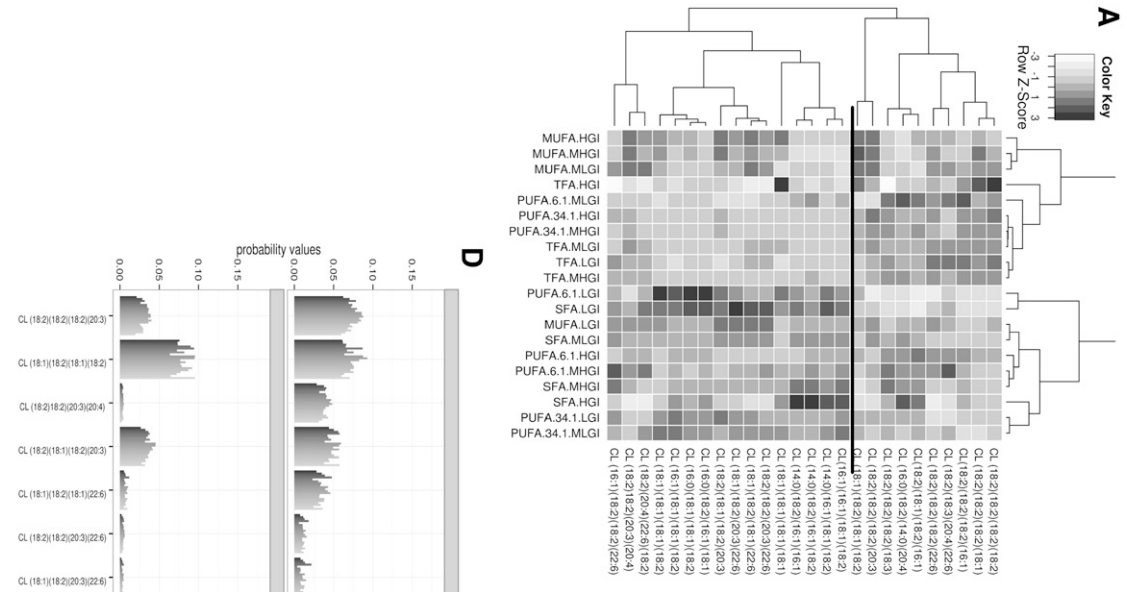 A
Color Key
-3 -1 1 3
Row Z-Score
MUFA.HGI
MUFA.MHGI
MUFA.MLGI
TFA.HGI
PUFA.6.1.MLGI
PUFA.34.1.HGI
PUFA.34.1.MHGI
TFA.MLGI
TFA.LGI
TFA.MHGI
PUFA.6.1.LGI
SFA.LGI
MUFA.LGI
SFA.MLGI
PUFA.6.1.HGI
PUFA.6.1.MHGI
SFA.MHGI
SFA.HGI
PUFA.34.1.LGI
PUFA.34.1.MLGI
CL (16:1)(18:2)(18:2)(22:6)
CL (18:2)18:2)(20:3)(20:4)
CL (18:2)(20:4)(22:6)(18:2)
CL (18:1)(18:1)(18:1)(18:2)
CL (16:1)(18:1)(18:1)(18:2)
CL (16:0)(18:1)(18:1)(18:2)
CL (16:0)(18:2)(16:1)(18:1)
CL (18:2)(18:1)(18:2)(20:3)
CL (18:1)(18:2)(20:3)(22:6)
CL (18:1)(18:2)(18:1)(22:6)
CL (18:2)(18:2)(20:3)(22:6)
CL (18:1)(18:1)(18:1)(18:1)
CL (14:0)(18:2)(16:1)(16:1)
CL (14:0)(18:2)(16:1)(18:2)
CL (14:0)(16:1)(18:1)(18:1)
CL(16:1)(16:1)(18:1)(18:2)
CL (18:1)(18:2)(18:1)(18:2)
CL (18:2)(18:2)(18:2)(20:3)
CL (18:2)(18:2)(18:2)(18:3)
CL (16:0)(18:2)(14:0)(20:4)
CL(18:2)(18:1)(18:2)(16:1)
CL (18:2)(18:2)(18:2)(22:6)
CL (18:2)(18:3)(20:4)(22:6)
CL(18:2)(18:2)(18:2)(16:1)
CL (18:2)(18:2)(18:2)(18:1)
CL (18:2)(18:2)(18:2)(18:2)
D
probability values
0.00 0.05 0.10 0.15
0.00 0.05 0.10 0.15
CL (18:2)(18:2)(18:2)(20:3)
CL (18:1)(18:2)(18:1)(18:2)
CL (18:2)18:2)(20:3)(20:4)
CL (18:2)(18:1)(18:2)(20:3)
CL (18:1)(18:2)(18:1)(22:6)
CL (18:2)(18:2)(20:3)(22:6)
CL (18:1)(18:2)(20:3)(22:6)